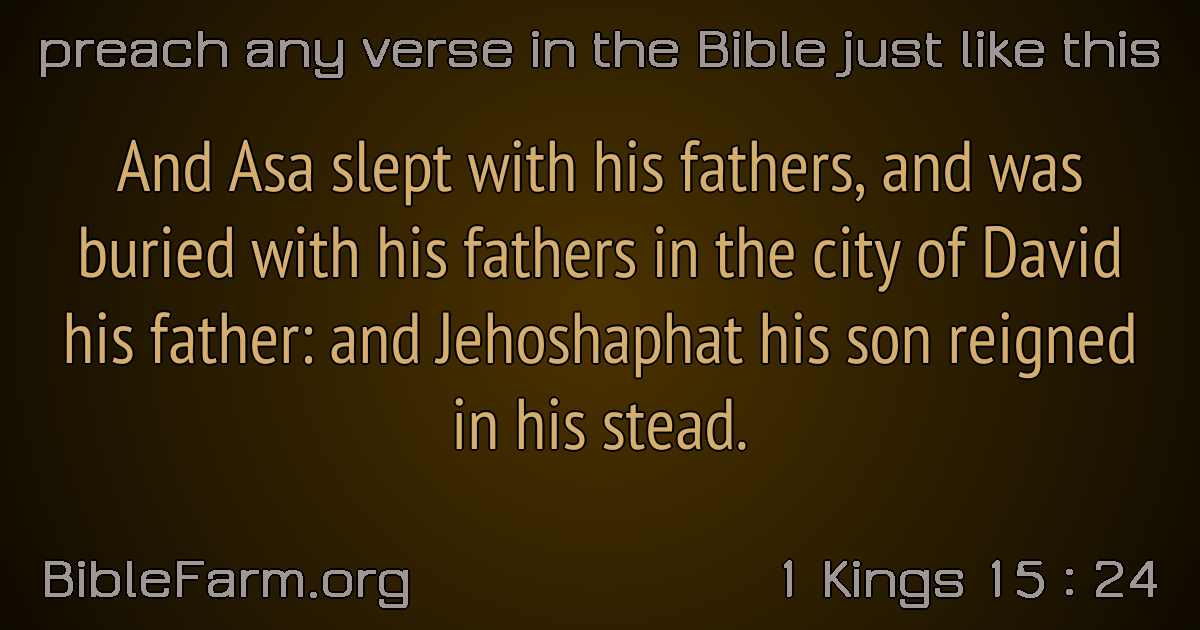 preach any verse in the Bible just like this
And Asa slept with his fathers, and was
buried with his fathers in the city of David
his father: and Jehoshaphat his son reigned
in his stead.
BibleFarm.org
1 Kings 15 : 24